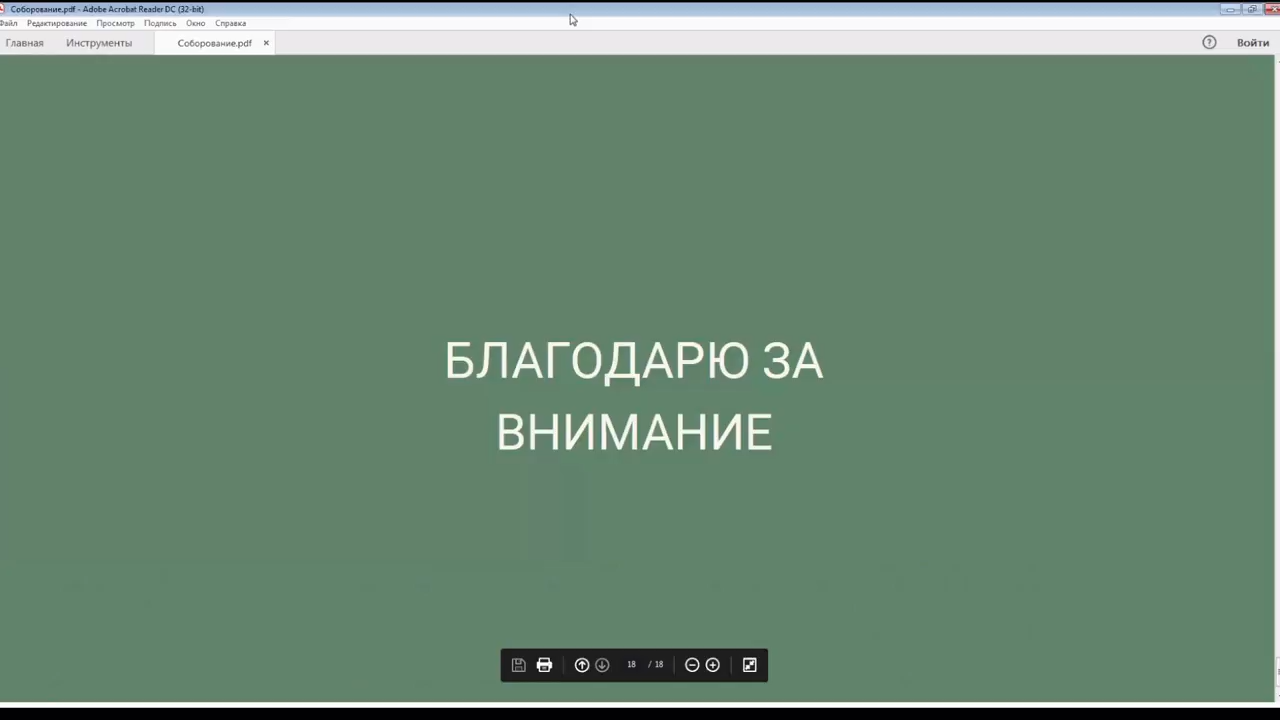 Соборование.pdf - Adobe Acrobat Reader DC (32-bit)
Файл Редактирование Просмотр Подпись Окно Справка
Главная Инструменты Соборование.pdf × ? Войти
БЛАГОДАРЮ ЗА
ВНИМАНИЕ
18 / 18